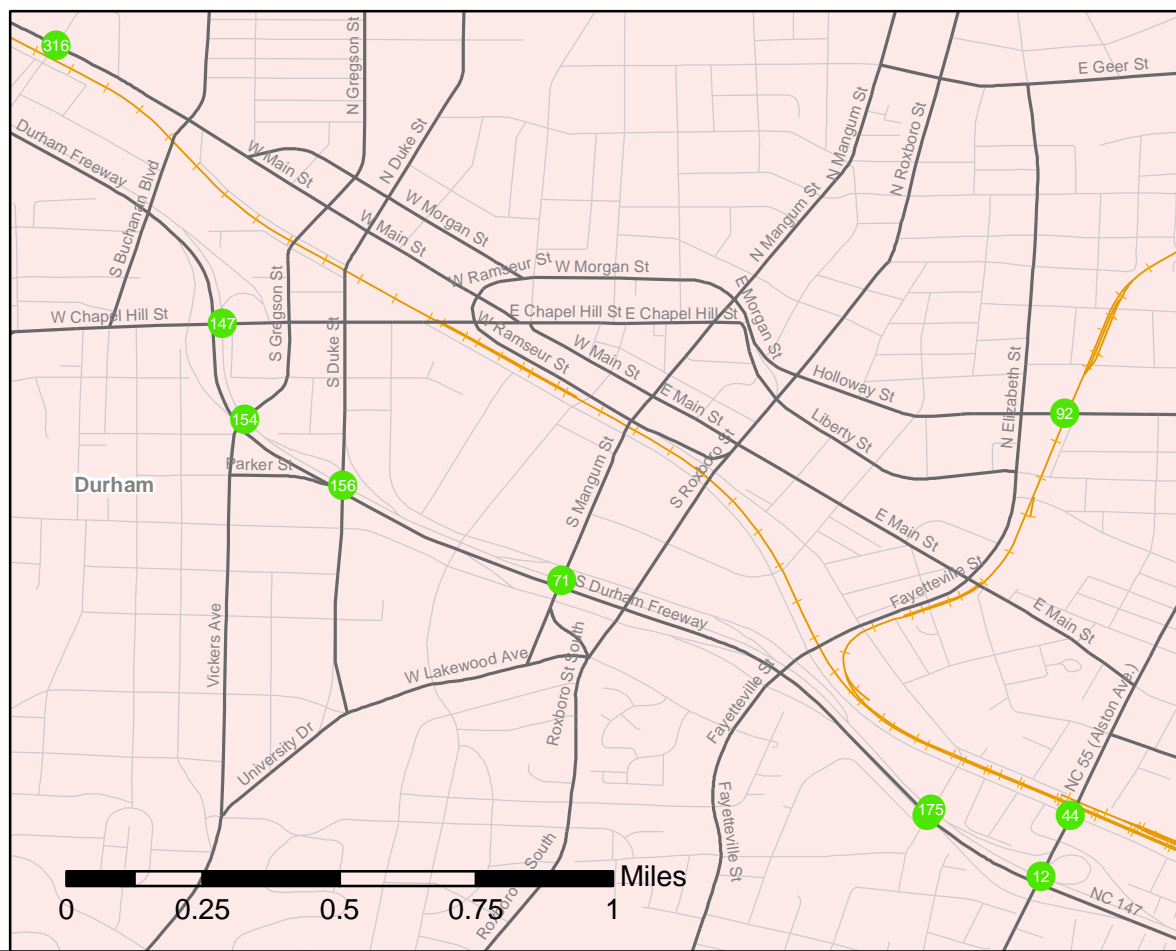 316
N Gregson St
E Geer St
Durham Freeway
N Duke St
N Mangum St
N Roxboro St
W Main St
S Buchanan Blvd
W Morgan St
W Main St
N Mangum St
W Ramseur St
W Morgan St
S Gregson St
W Chapel Hill St
147
E Chapel Hill St
E Chapel Hill St
E Morgan St
S Duke St
W Ramseur St
W Main St
N Elizabeth St
Holloway St
E Main St
Liberty St
92
154
Parker St
156
Durham
S Mangum St
S Roxboro St
E Main St
71
S Durham Freeway
Fayetteville St
E Main St
Vickers Ave
W Lakewood Ave
Roxboro St South
Fayetteville St
NC 55 (Alston Ave.)
University Dr
Fayetteville St
175
44
12
NC 147
Miles
0
0.25
0.5
0.75
1